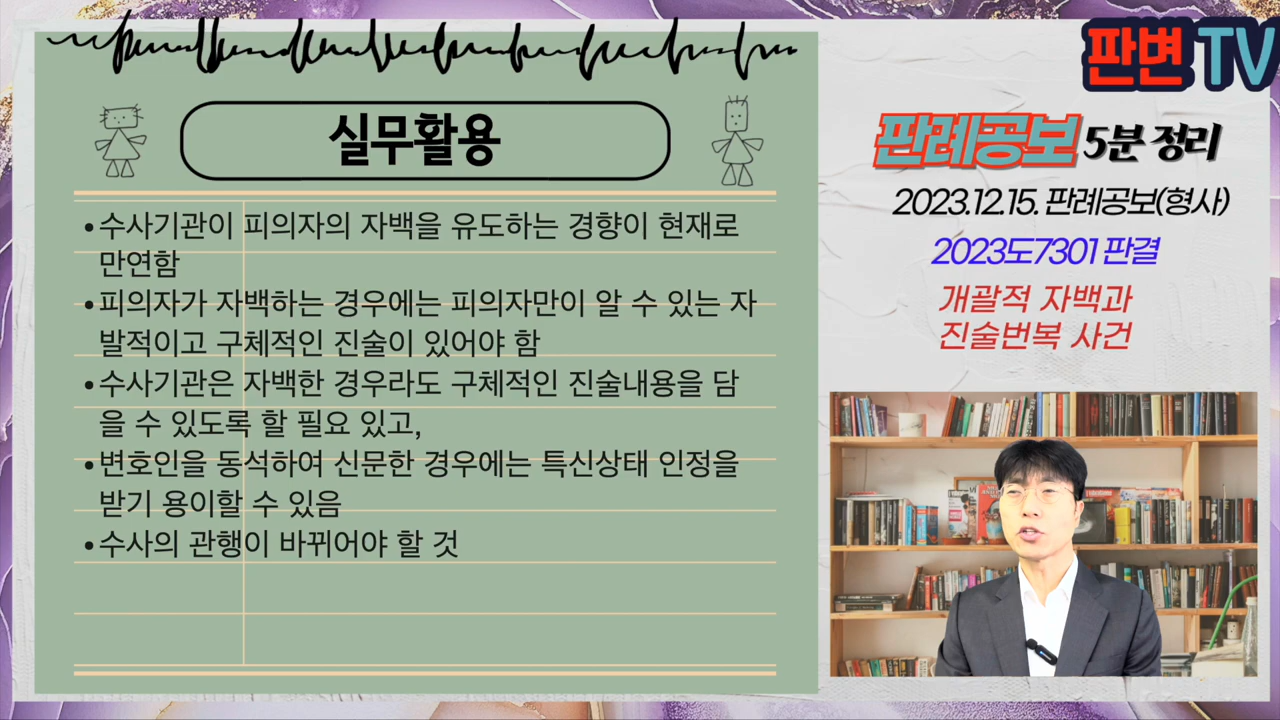 판변 TV
실무활용
• 수사기관이 피의자의 자백을 유도하는 경향이 현재로
만연함
• 피의자가 자백하는 경우에는 피의자만이 알 수 있는 자
발적이고 구체적인 진술이 있어야 함
• 수사기관은 자백한 경우라도 구체적인 진술내용을 담
을 수 있도록 할 필요 있고,
• 변호인을 동석하여 신문한 경우에는 특신상태 인정을
받기 용이할 수 있음
• 수사의 관행이 바뀌어야 할 것
판례공보 5분 정리
2023.12.15. 판례공보(형사)
2023도7301 판결
개괄적 자백과
진술번복 사건